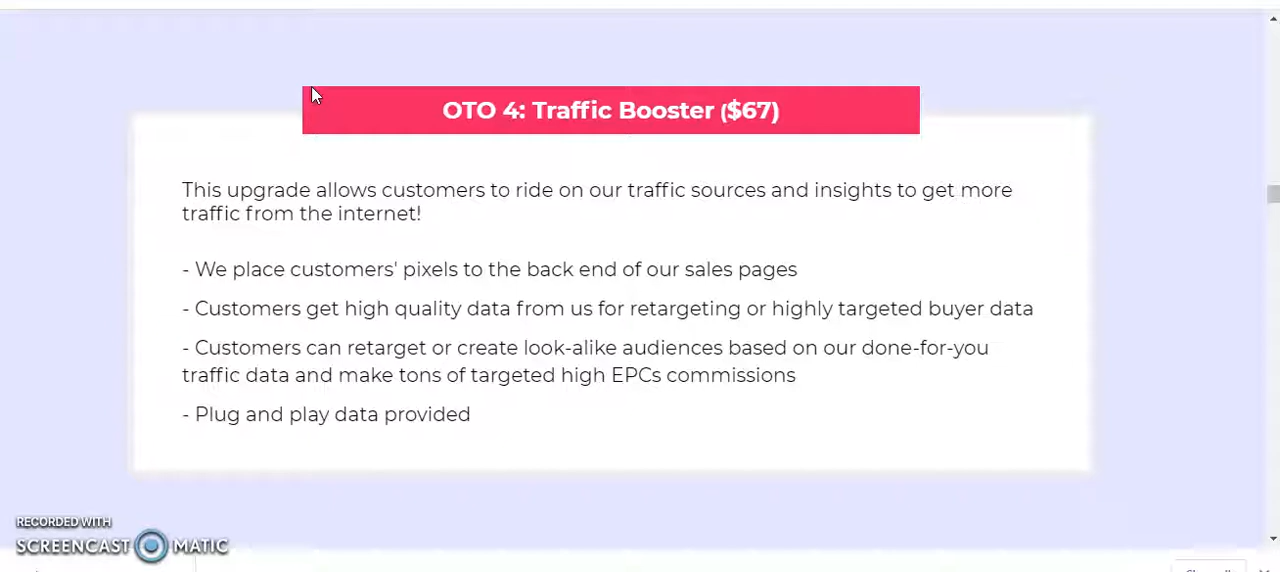 OTO 4: Traffic Booster ($67)
This upgrade allows customers to ride on our traffic sources and insights to get more
traffic from the internet!
- We place customers' pixels to the back end of our sales pages
- Customers get high quality data from us for retargeting or highly targeted buyer data
- Customers can retarget or create look-alike audiences based on our done-for-you
traffic data and make tons of targeted high EPCs commissions
- Plug and play data provided
RECORDED WITH
SCREENCAST MATIC